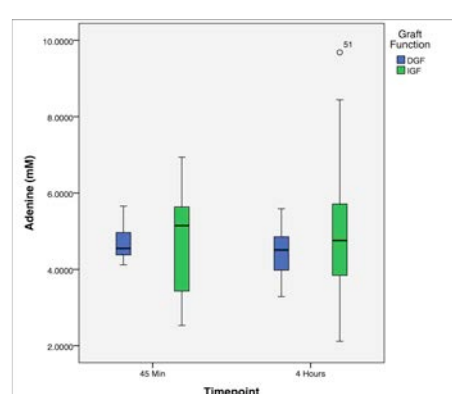 Graft
Function
DGF
IGF
10.0000
8.0000
6.0000
4.0000
2.0000
Adenine (mM)
51
45 Min
4 Hours
Timepoint